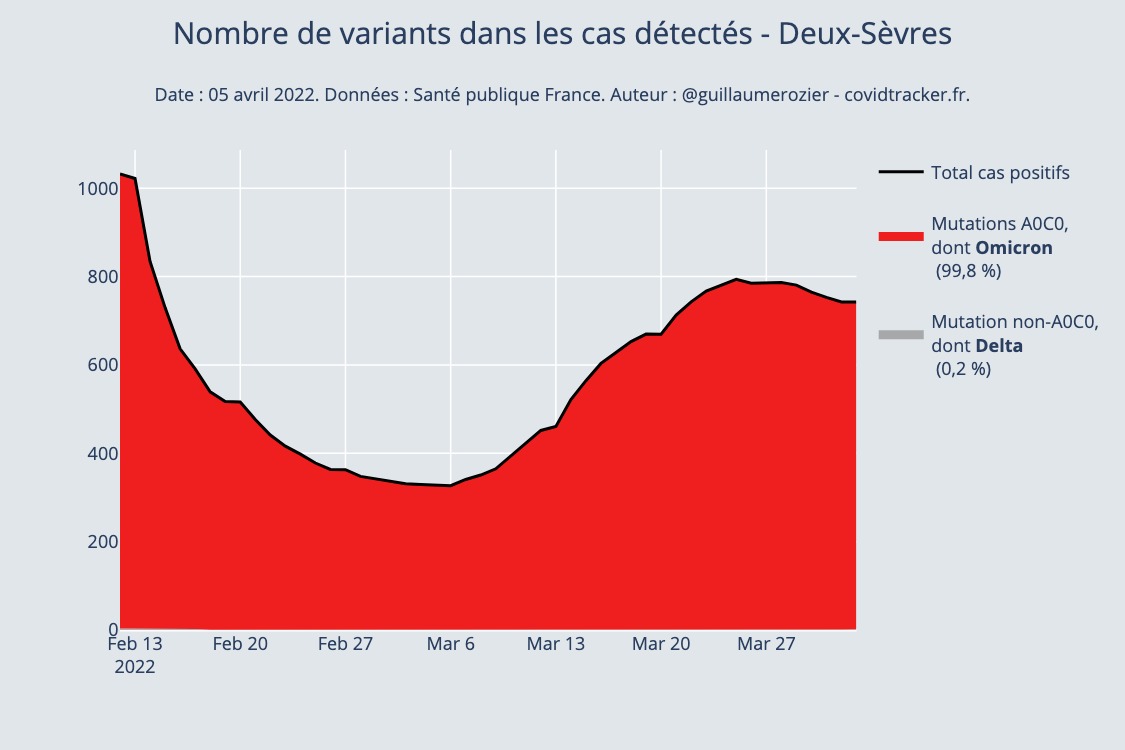 Nombre de variants dans les cas détectés - Deux-Sèvres
Date : 05 avril 2022. Données : Santé publique France. Auteur : @guillaumerozier - covidtracker.fr.
1000
800
600
400
200
0
Feb 13
2022
Feb 20
Feb 27
Mar 6
Mar 13
Mar 20
Mar 27
Total cas positifs
Mutations A0C0,
dont Omicron
(99,8 %)
Mutation non-A0C0,
dont Delta
(0,2 %)